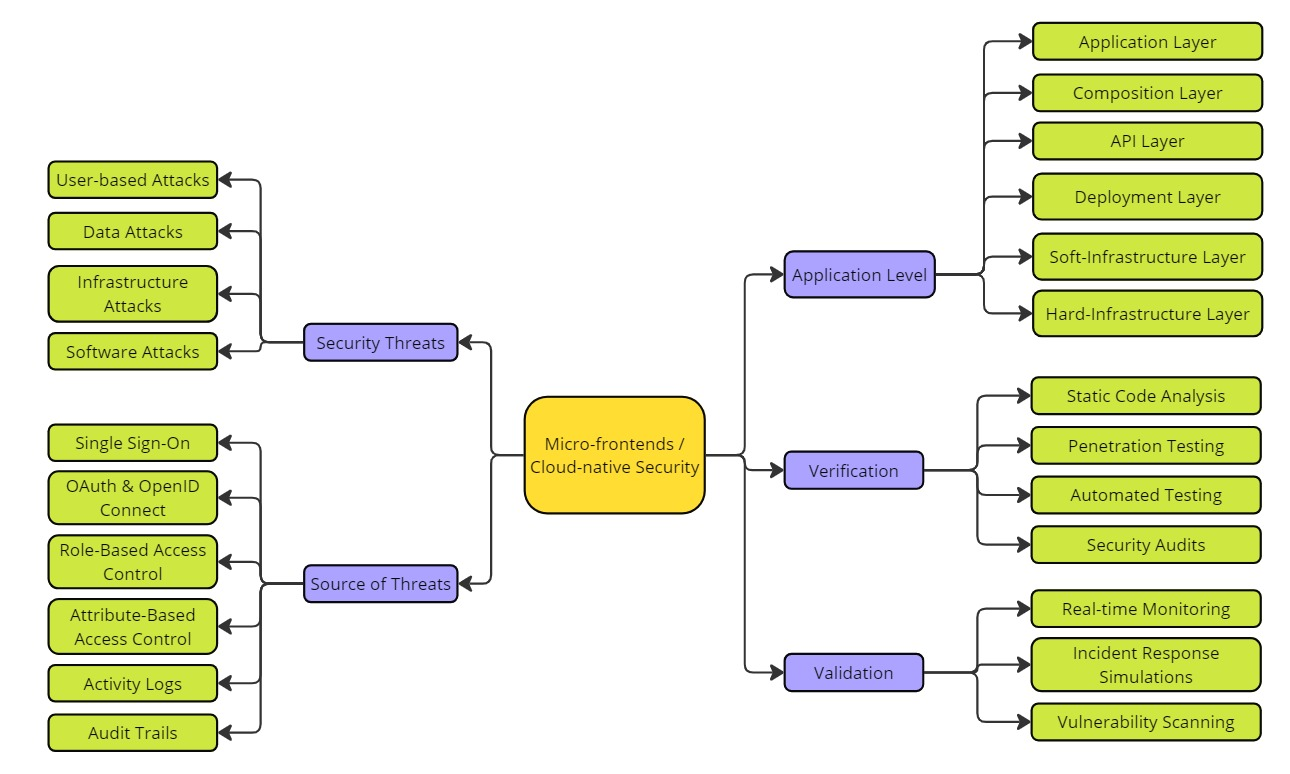 User-based Attacks
Data Attacks
Infrastructure
Attacks
Software Attacks
Security Threats
Single Sign-On
OAuth & OpenID
Connect
Role-Based Access
Control
Attribute-Based
Access Control
Activity Logs
Audit Trails
Source of Threats
Micro-frontends /
Cloud-native Security
Application Level
Application Layer
Composition Layer
API Layer
Deployment Layer
Soft-Infrastructure Layer
Hard-Infrastructure Layer
Verification
Static Code Analysis
Penetration Testing
Automated Testing
Security Audits
Validation
Real-time Monitoring
Incident Response
Simulations
Vulnerability Scanning